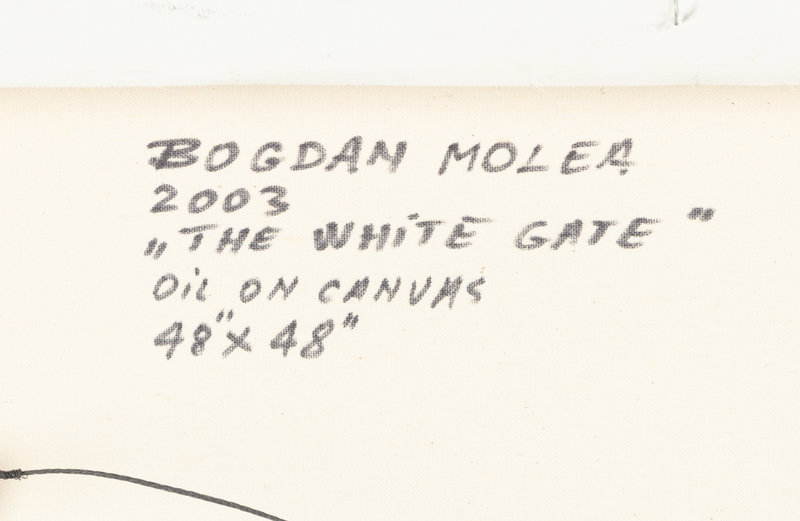 BOGDAN MOLEA
2003
„THE WHiTE GATE"
OiL ON CANVAS
48"x 48"